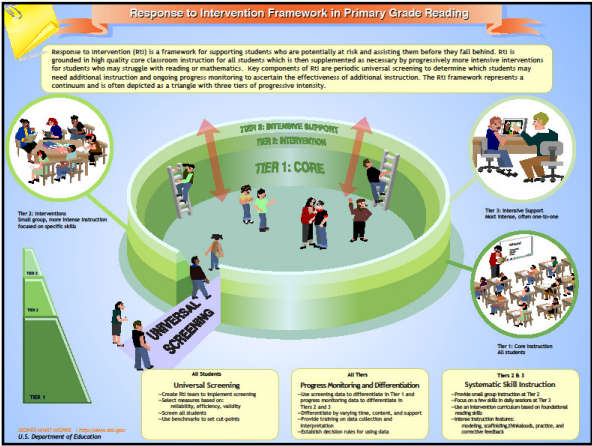 Response to Intervention Framework in Primary Grade Reading
Response to Intervention (RtI) is a framework for supporting students who are potentially at risk and assisting them before they fall behind. RtI is
grounded in high quality core classroom instruction for all students which is then supplemented as necessary by progressively more intensive interventions
for students who may struggle with reading or mathematics. Key components of RtI are periodic universal screening to determine which students may
need additional instruction and ongoing progress monitoring to ascertain the effectiveness of additional instruction. The RtI framework represents a
continuum and is often depicted as a triangle with three tiers of progressive intensity.
TIER 3: INTENSIVE SUPPORT
TIER 2: INTERVENTION
TIER 1: CORE
Tier 2: Interventions
Small group, more intense instruction
focused on specific skills
Tier 3: Intensive Support
Most intense, often one-to-one
TIER 3
TIER 2
TIER 1
UNIVERSAL
SCREENING
Tier 1: Core Instruction
All students
All Students
Universal Screening
—Create RtI team to implement screening
—Select measures based on:
reliability, efficiency, validity
—Screen all students
—Use benchmarks to set cut-points
All Tiers
Progress Monitoring and Differentiation
—Use screening data to differentiate in Tier 1 and
progress monitoring data to differentiate in
Tiers 2 and 3
—Differentiate by varying time, content, and support
—Provide training on data collection and
interpretation
—Establish decision rules for using data
Tiers 2 & 3
Systematic Skill Instruction
—Provide small group instruction at Tier 2
—Focus on a few skills in daily sessions at Tier 3
—Use an intervention curriculum based on foundational
reading skills
—Intense instruction features:
modeling, scaffolding, thinkalouds, practice, and
corrective feedback
DOING WHAT WORKS | http://dww.ed.gov
U.S. Department of Education